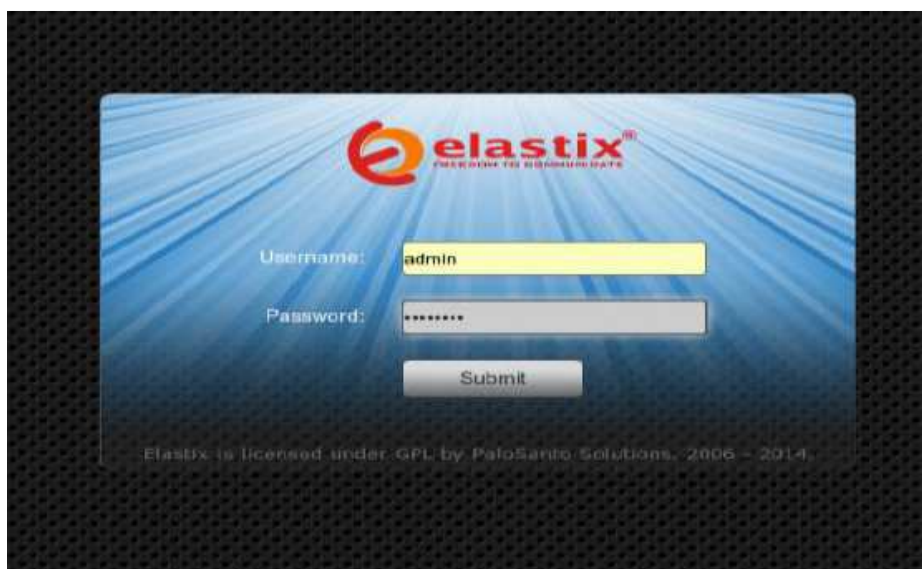 elastix®
FREEDOM TO COMMUNICATE
Username: admin
Password: ••••••••
Submit
Elastix is licensed under GPL by PaloSanto Solutions. 2006 - 2014.